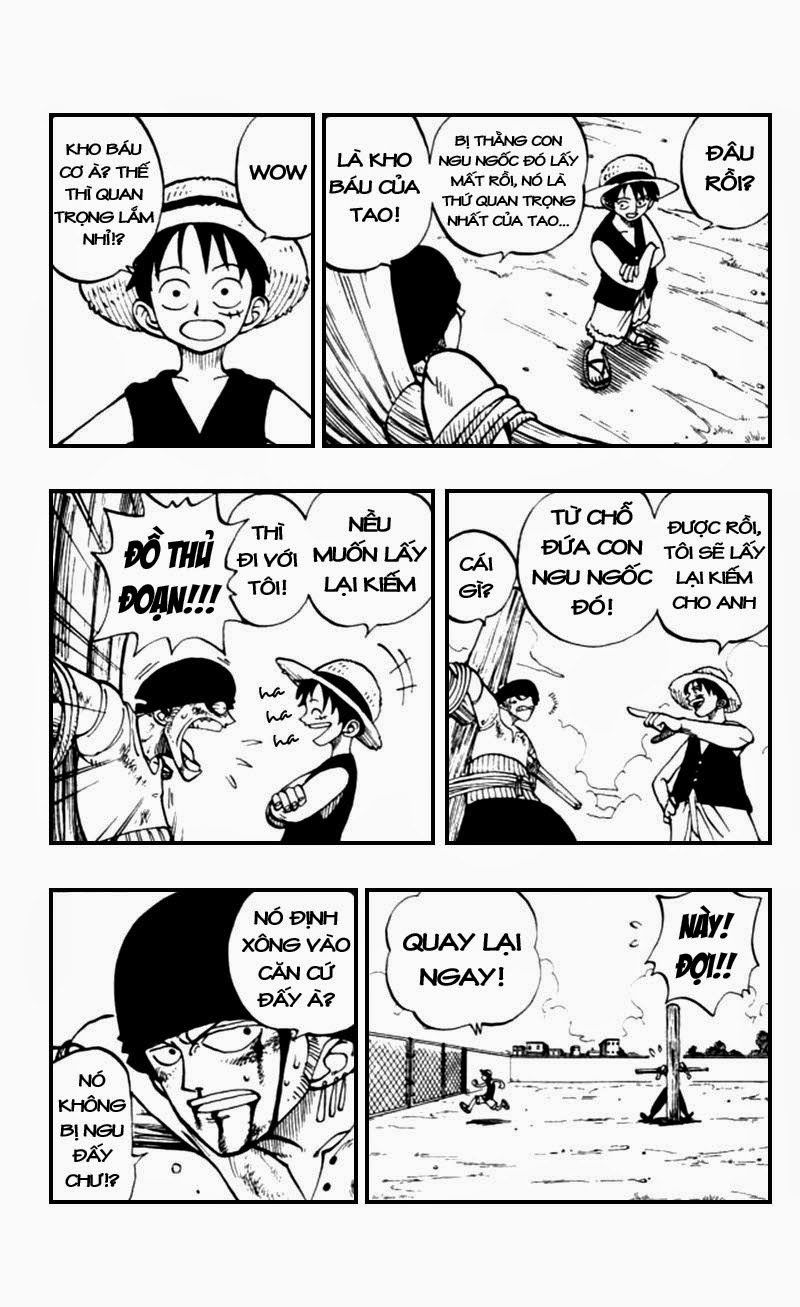 ĐÂU
RỒI?
BỊ THẰNG CON
NGU NGỐC ĐÓ LẤY
MẤT RỒI, NÓ LÀ
THỨ QUAN TRỌNG
NHẤT CỦA TAO...
LÀ KHO
BÁU CỦA
TAO!
WOW
KHO BÁU
CƠ À? THẾ
THÌ QUAN
TRỌNG LẮM
NHỈ!?
ĐƯỢC RỒI,
TÔI SẼ LẤY
LẠI KIẾM
CHO ANH
TỪ CHỖ
ĐỨA CON
NGU NGỐC
ĐÓ!
CÁI
GÌ?
NẾU
MUỐN LẤY
LẠI KIẾM
THÌ
ĐI VỚI
TÔI!
ha
ha
ha
ĐỒ THỦ
ĐOẠN!!!
NÀY!
ĐỢI!!
QUAY LẠI
NGAY!
NÓ ĐỊNH
XÔNG VÀO
CĂN CỨ
ĐẤY À?
NÓ
KHÔNG
BỊ NGU
ĐẤY
CHƯ!?